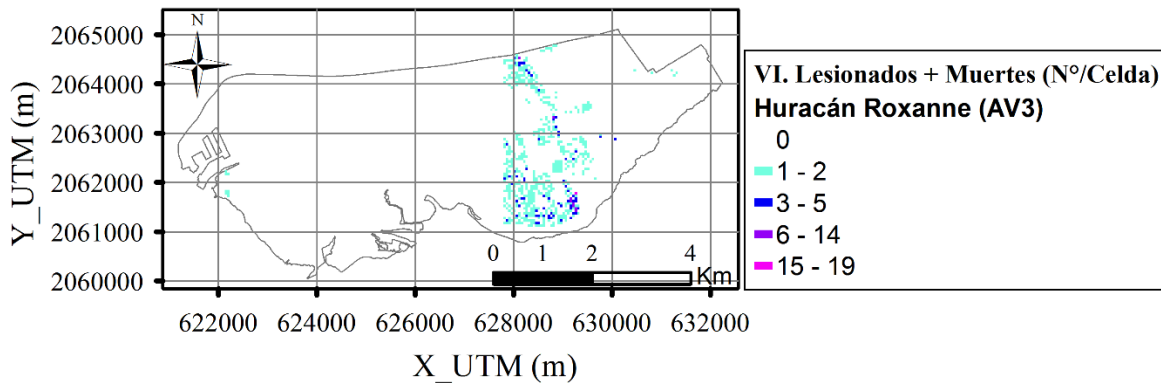 N
2065000
2064000
2063000
2062000
2061000
2060000
Y_UTM (m)
622000 624000 626000 628000 630000 632000
X_UTM (m)
0 1 2 4
Km
VI. Lesionados + Muertes (N°/Celda)
Huracán Roxanne (AV3)
0
1 - 2
3 - 5
6 - 14
15 - 19